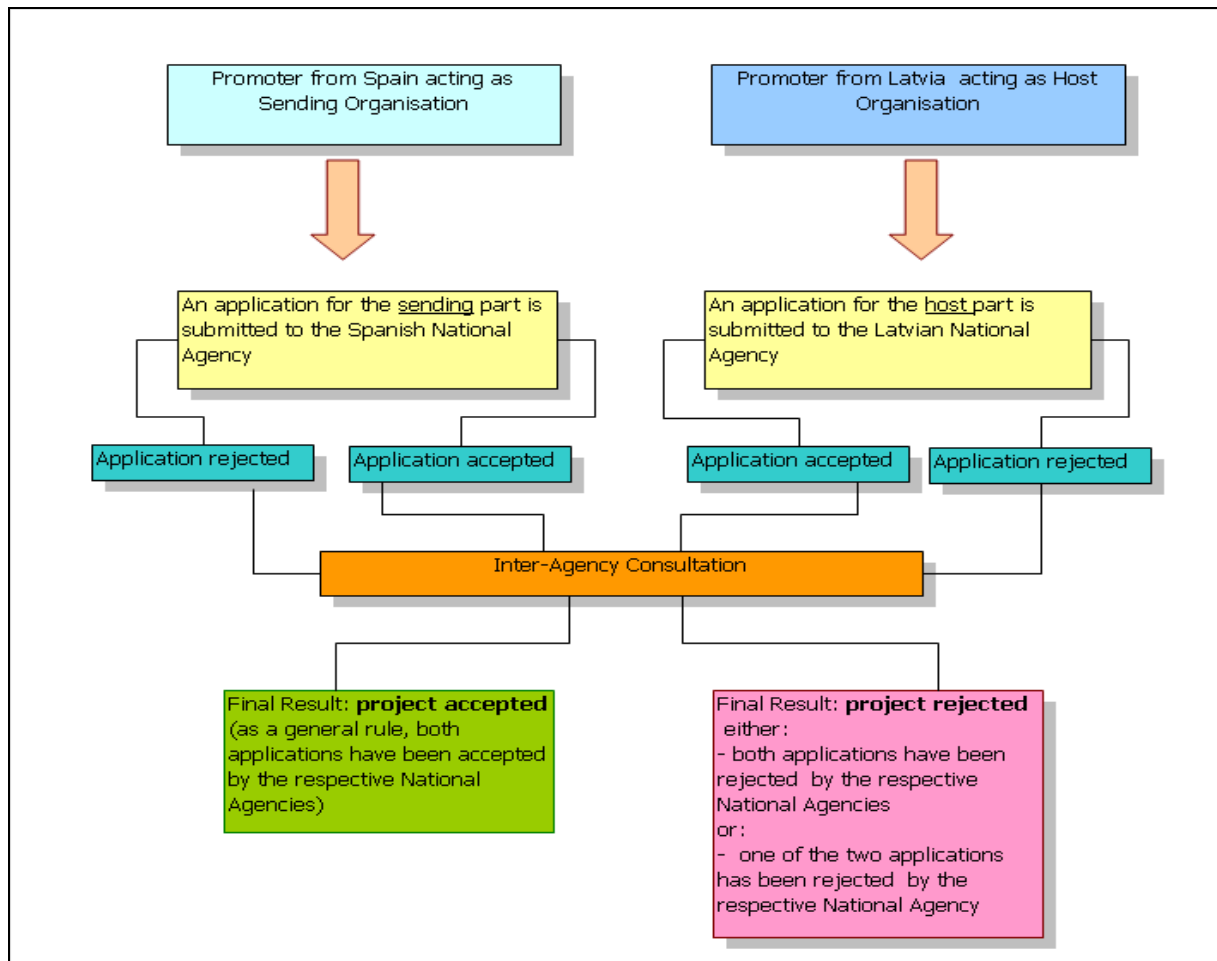 Promoter from Spain acting as
Sending Organisation
Promoter from Latvia acting as Host
Organisation
An application for the sending part is
submitted to the Spanish National
Agency
An application for the host part is
submitted to the Latvian National
Agency
Application rejected
Application accepted
Application accepted
Application rejected
Inter-Agency Consultation
Final Result: project accepted
(as a general rule, both
applications have been accepted
by the respective National
Agencies)
Final Result: project rejected
either:
- both applications have been
rejected by the respective
National Agencies
or:
- one of the two applications
has been rejected by the
respective National Agency